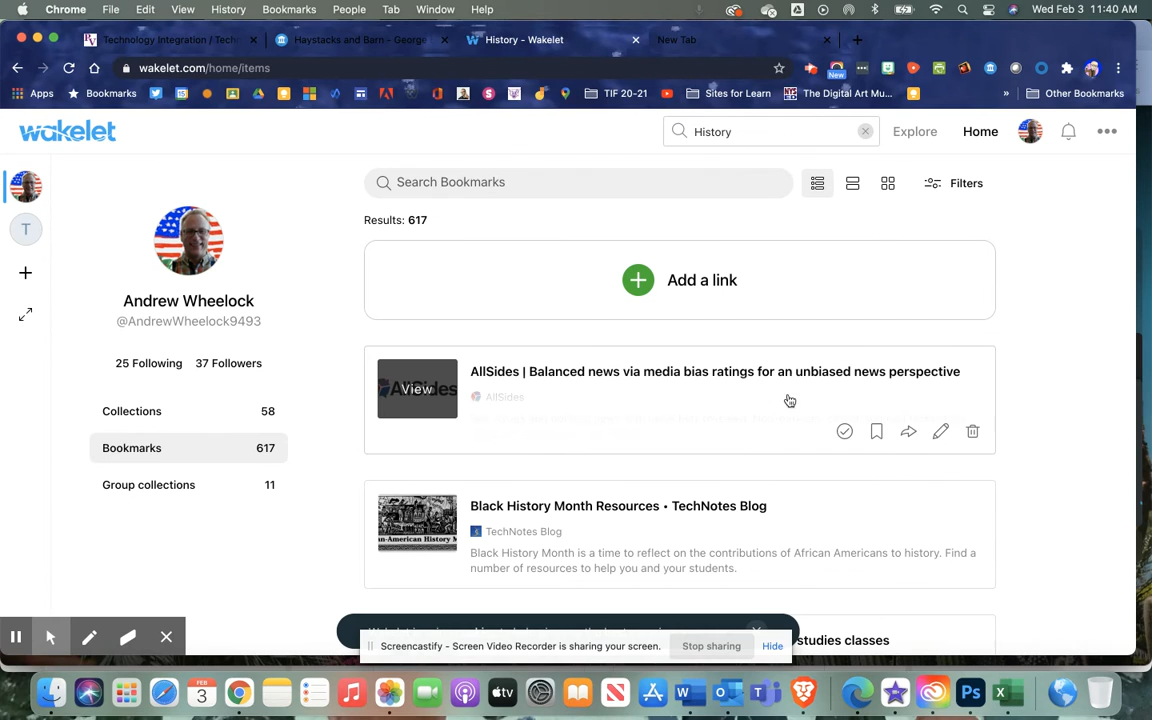 Chrome File Edit View History Bookmarks People Tab Window Help Wed Feb 3 11:40 AM
Technology Integration / Tech Haystacks and Barn - George History - Wakelet New Tab
wakelet.com/home/items
New
Apps Bookmarks TIF 20-21 Sites for Learn The Digital Art Mu... » Other Bookmarks
wakelet History Explore Home
Search Bookmarks Filters
T
Results: 617
Add a link
Andrew Wheelock
@AndrewWheelock9493
25 Following 37 Followers
Collections 58
Bookmarks 617
Group collections 11
View
AllSides | Balanced news via media bias ratings for an unbiased news perspective
AllSides
Black History Month Resources • TechNotes Blog
TechNotes Blog
Black History Month is a time to reflect on the contributions of African Americans to history. Find a
number of resources to help you and your students.
studies classes
Screencastify - Screen Video Recorder is sharing your screen. Stop sharing Hide
FEB
3
tv
W
T
Ps
X